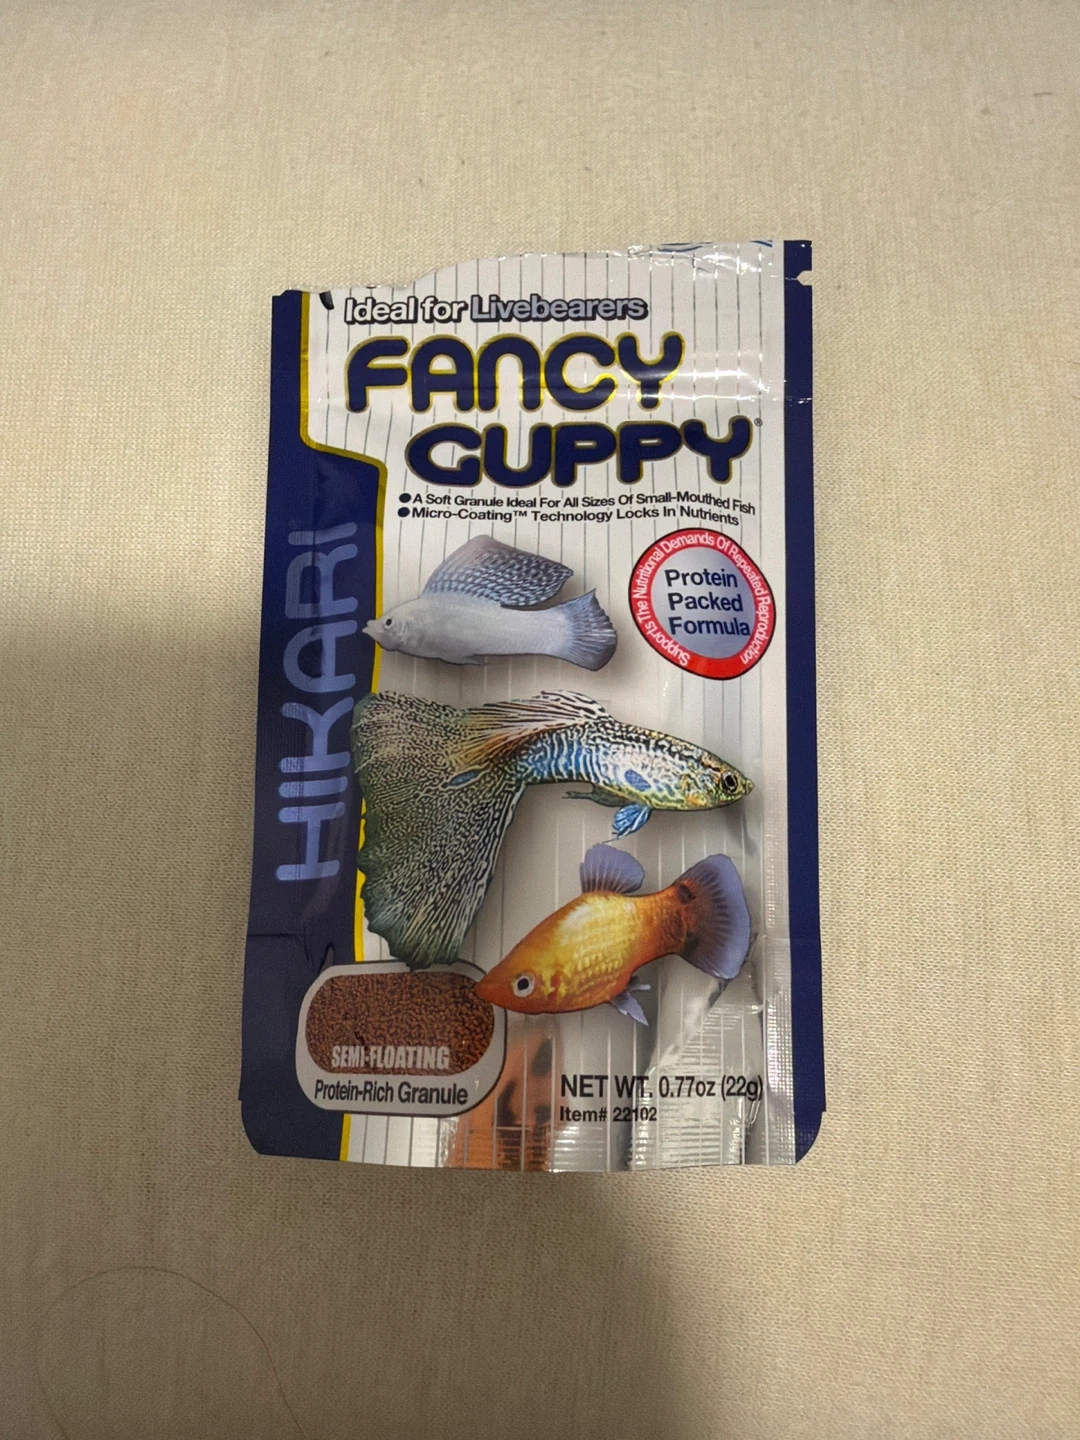 Ideal for Livebearers
FANCY
GUPPY®
●A Soft Granule Ideal For All Sizes Of Small-Mouthed Fish
●Micro-Coating™ Technology Locks In Nutrients
Supports The Nutritional Demands Of Repeated Reproduction
Protein
Packed
Formula
HIKARI
SEMI-FLOATING
Protein-Rich Granule
NET WT. 0.77oz (22g)
Item# 22102